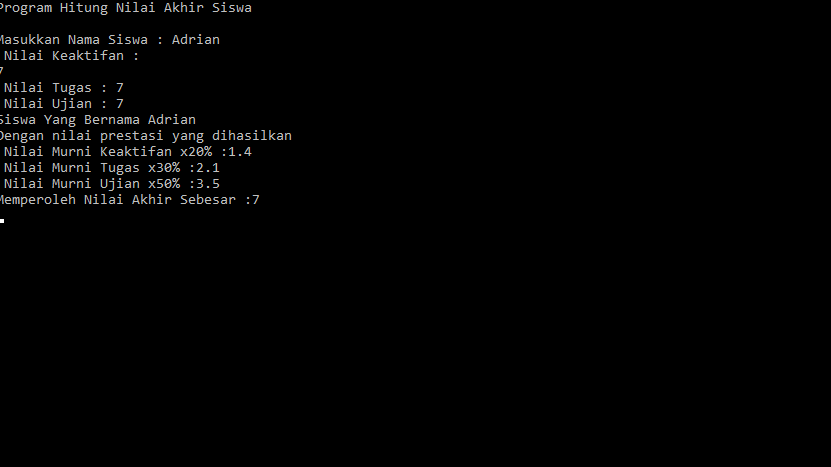 Program Hitung Nilai Akhir Siswa
Masukkan Nama Siswa : Adrian
Nilai Keaktifan :
7
Nilai Tugas : 7
Nilai Ujian : 7
Siswa Yang Bernama Adrian
Dengan nilai prestasi yang dihasilkan
Nilai Murni Keaktifan x20% :1.4
Nilai Murni Tugas x30% :2.1
Nilai Murni Ujian x50% :3.5
Memperoleh Nilai Akhir Sebesar :7